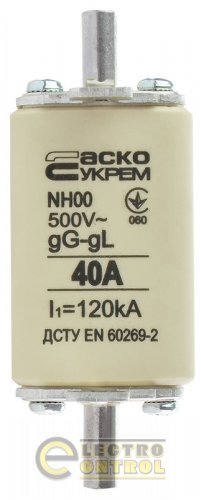 аско
укрем
NH00
500V~
060
gG-gL
40A
I₁=120kA
ДСТУ EN 60269-2
ELECTRO
CONTROL